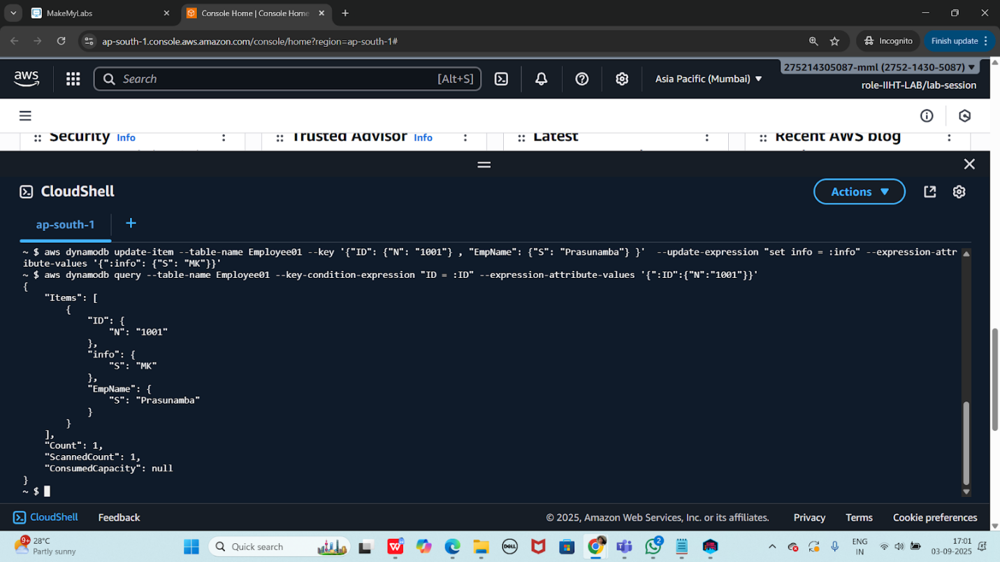 MakeMyLabs
Console Home | Console Home
ap-south-1.console.aws.amazon.com/console/home?region=ap-south-1#
Incognito
Finish update
aws
Search
[Alt+S]
Asia Pacific (Mumbai)
275214305087-mml (2752-1430-5087)
role-IIHT-LAB/lab-session
Security Info
Trusted Advisor Info
Latest
Recent AWS blog
CloudShell
Actions
ap-south-1
~ $ aws dynamodb update-item --table-name Employee01 --key '{"ID": {"N": "1001"} , "EmpName": {"S": "Prasunamba"} }'  --update-expression "set info = :info" --expression-attr
ibute-values '{":info": {"S": "MK"}}'
~ $ aws dynamodb query --table-name Employee01 --key-condition-expression "ID = :ID" --expression-attribute-values '{":ID":{"N":"1001"}}'
{
    "Items": [
        {
            "ID": {
                "N": "1001"
            },
            "info": {
                "S": "MK"
            },
            "EmpName": {
                "S": "Prasunamba"
            }
        }
    ],
    "Count": 1,
    "ScannedCount": 1,
    "ConsumedCapacity": null
}
~ $
CloudShell
Feedback
© 2025, Amazon Web Services, Inc. or its affiliates.
Privacy
Terms
Cookie preferences
9+
28°C
Partly sunny
Quick search
W
DELL
2
ENG
IN
17:01
03-09-2025